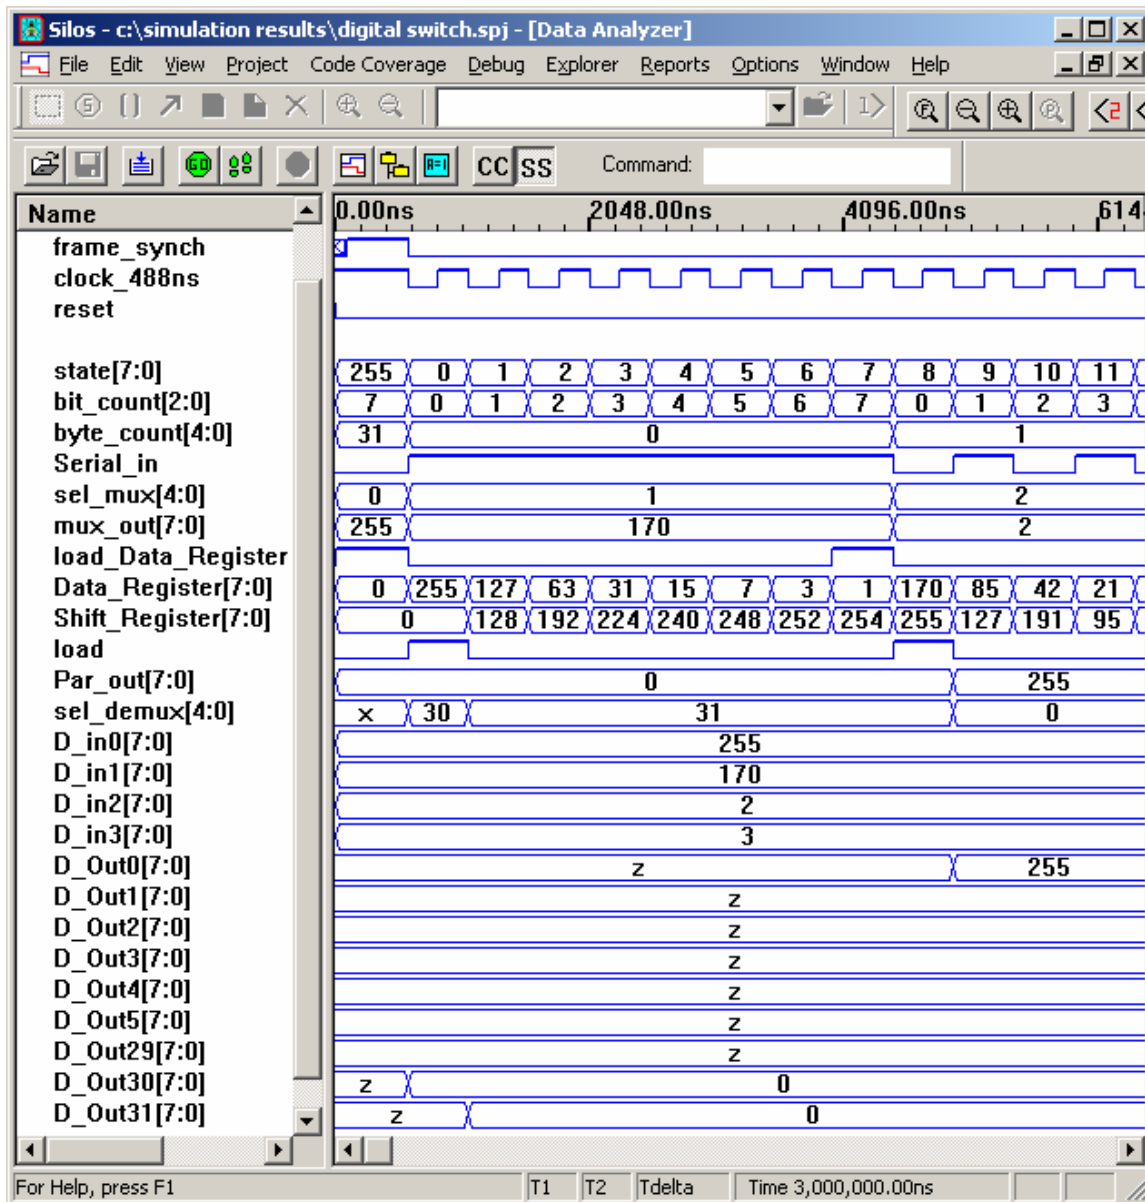 Silos - c:\simulation results\digital switch.spj - [Data Analyzer]
File Edit View Project Code Coverage Debug Explorer Reports Options Window Help
GO CC SS Command:
Name 0.00ns 2048.00ns 4096.00ns 614
frame_synch
clock_488ns
reset
state[7:0] 255 0 1 2 3 4 5 6 7 8 9 10 11
bit_count[2:0] 7 0 1 2 3 4 5 6 7 0 1 2 3
byte_count[4:0] 31 0 1
Serial_in
sel_mux[4:0] 0 1 2
mux_out[7:0] 255 170 2
load_Data_Register
Data_Register[7:0] 0 255 127 63 31 15 7 3 1 170 85 42 21
Shift_Register[7:0] 0 128 192 224 240 248 252 254 255 127 191 95
load
Par_out[7:0] 0 255
sel_demux[4:0] x 30 31 0
D_in0[7:0] 255
D_in1[7:0] 170
D_in2[7:0] 2
D_in3[7:0] 3
D_Out0[7:0] z 255
D_Out1[7:0] z
D_Out2[7:0] z
D_Out3[7:0] z
D_Out4[7:0] z
D_Out5[7:0] z
D_Out29[7:0] z
D_Out30[7:0] z 0
D_Out31[7:0] z 0
For Help, press F1 T1 T2 Tdelta Time 3,000,000.00ns